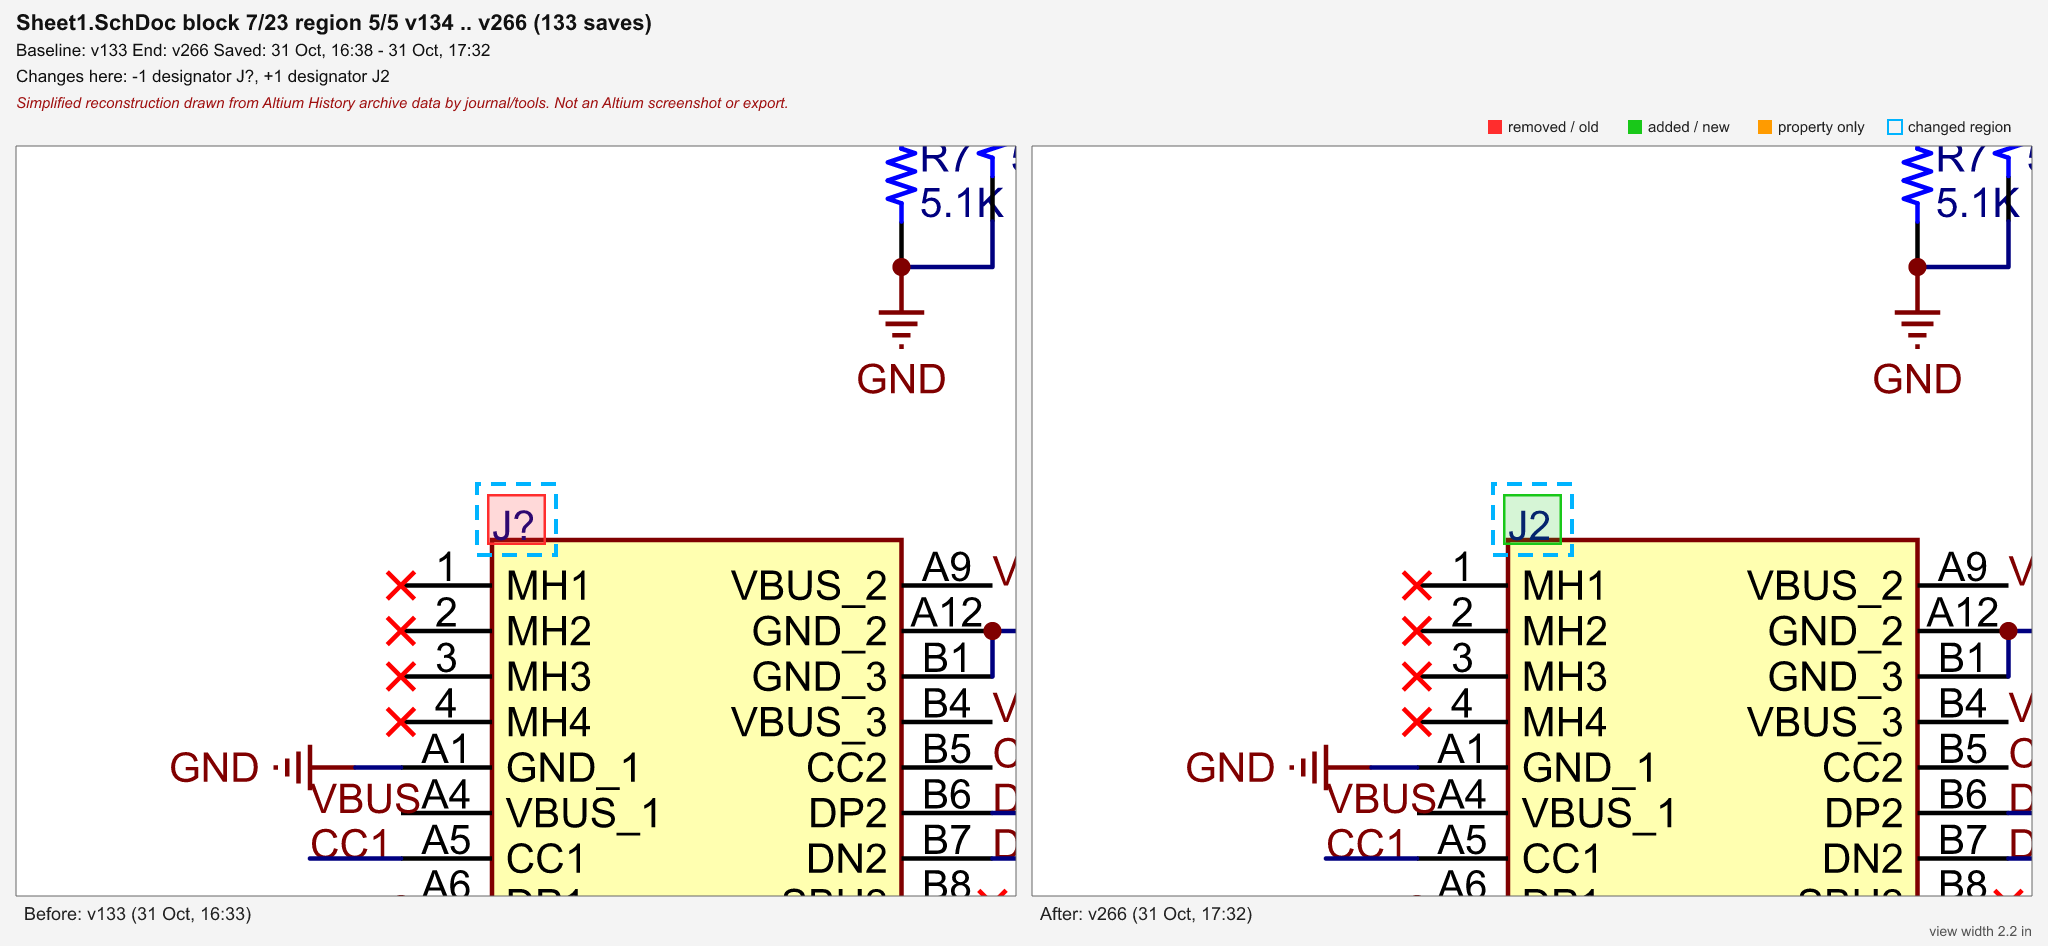 Sheet1.SchDoc block 7/23 region 5/5 v134 .. v266 (133 saves)
Baseline: v133 End: v266 Saved: 31 Oct, 16:38 - 31 Oct, 17:32
Changes here: -1 designator J?, +1 designator J2
Simplified reconstruction drawn from Altium History archive data by journal/tools. Not an Altium screenshot or export.
removed / old
added / new
property only
changed region
R7
5.1K
GND
J?
1 MH1 VBUS_2 A9 V
2 MH2 GND_2 A12
3 MH3 GND_3 B1
4 MH4 VBUS_3 B4 V
GND A1 GND_1 CC2 B5 C
VBUS A4 VBUS_1 DP2 B6 D
CC1 A5 CC1 DN2 B7 D
A6 B8
R7
5.1K
GND
J2
1 MH1 VBUS_2 A9 V
2 MH2 GND_2 A12
3 MH3 GND_3 B1
4 MH4 VBUS_3 B4 V
GND A1 GND_1 CC2 B5 C
VBUS A4 VBUS_1 DP2 B6 D
CC1 A5 CC1 DN2 B7 D
A6 B8
Before: v133 (31 Oct, 16:33)
After: v266 (31 Oct, 17:32)
view width 2.2 in